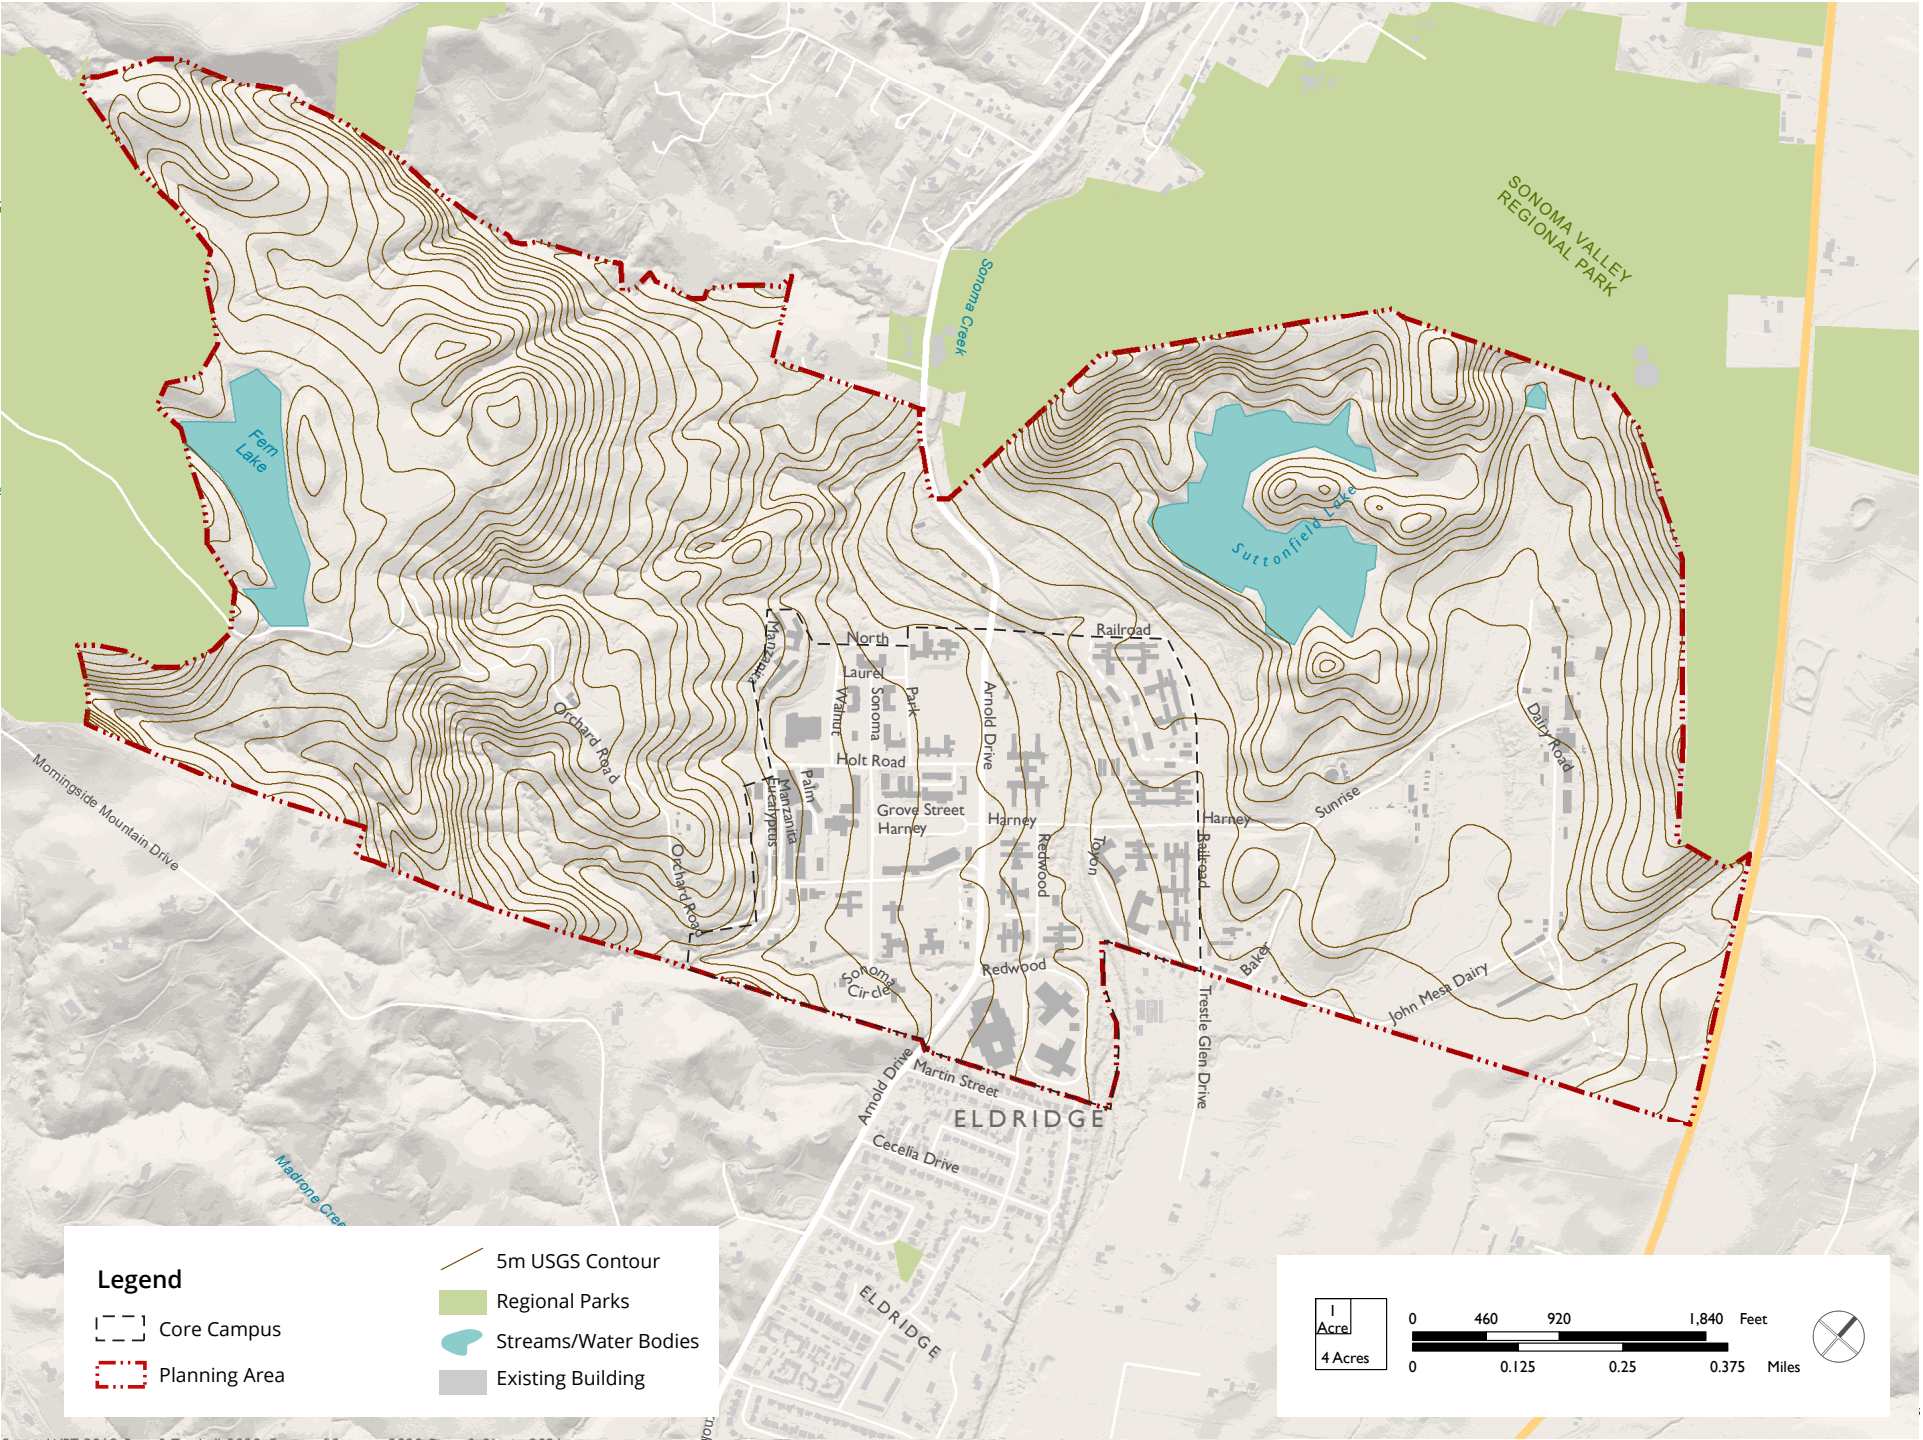 SONOMA VALLEY
REGIONAL PARK
Sonoma Creek
Fern
Lake
Suttonfield Lake
Railroad
North
Manzanita
Laurel
Walnut
Sonoma
Park
Arnold Drive
Orchard Road
Dairy Road
Holt Road
Palm
Manzanita
Eucalyptus
Grove Street
Harney
Harney
Harney
Sunrise
Redwood
Toyon
Railroad
Orchard Road
Morningside Mountain Drive
Sonoma
Circle
Redwood
Baker
John Mesa Dairy
Trestle Glen Drive
Arnold Drive
Martin Street
ELDRIDGE
Cecelia Drive
Madrone Cree
ELDRIDGE
Legend
Core Campus
Planning Area
5m USGS Contour
Regional Parks
Streams/Water Bodies
Existing Building
1
Acre
4 Acres
0 460 920 1,840 Feet
0 0.125 0.25 0.375 Miles